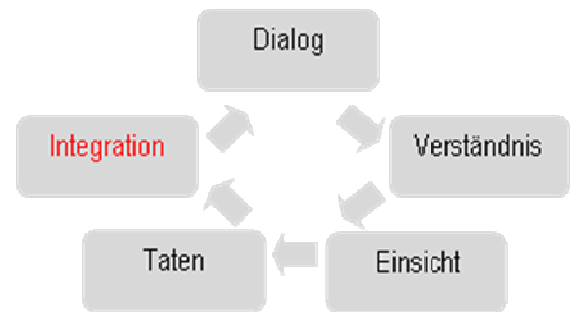 Dialog
Verständnis
Einsicht
Taten
Integration